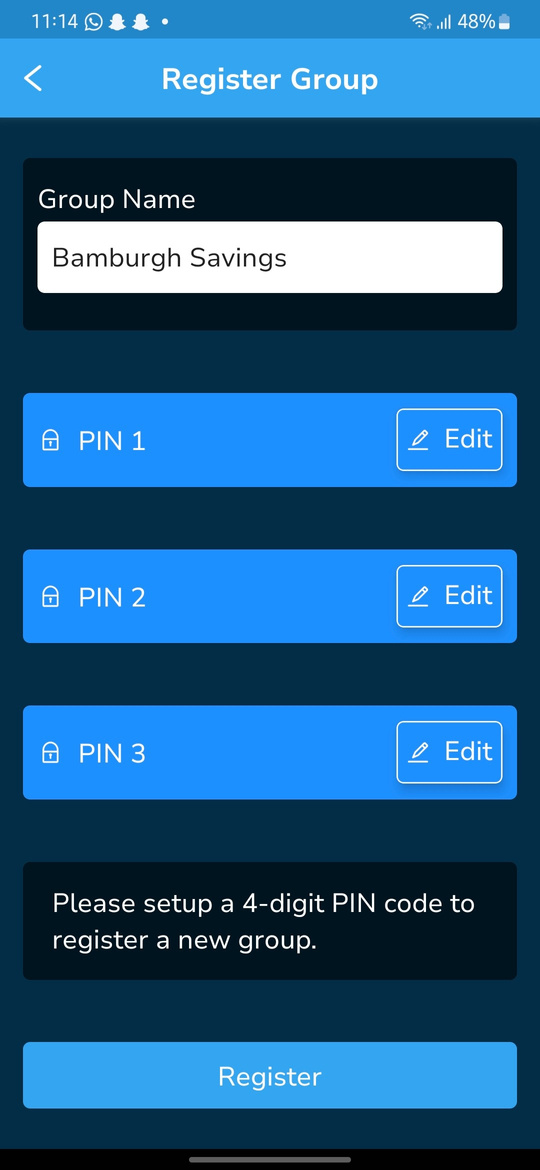 11:14 48%
Register Group
Group Name
Bamburgh Savings
PIN 1 Edit
PIN 2 Edit
PIN 3 Edit
Please setup a 4-digit PIN code to
register a new group.
Register